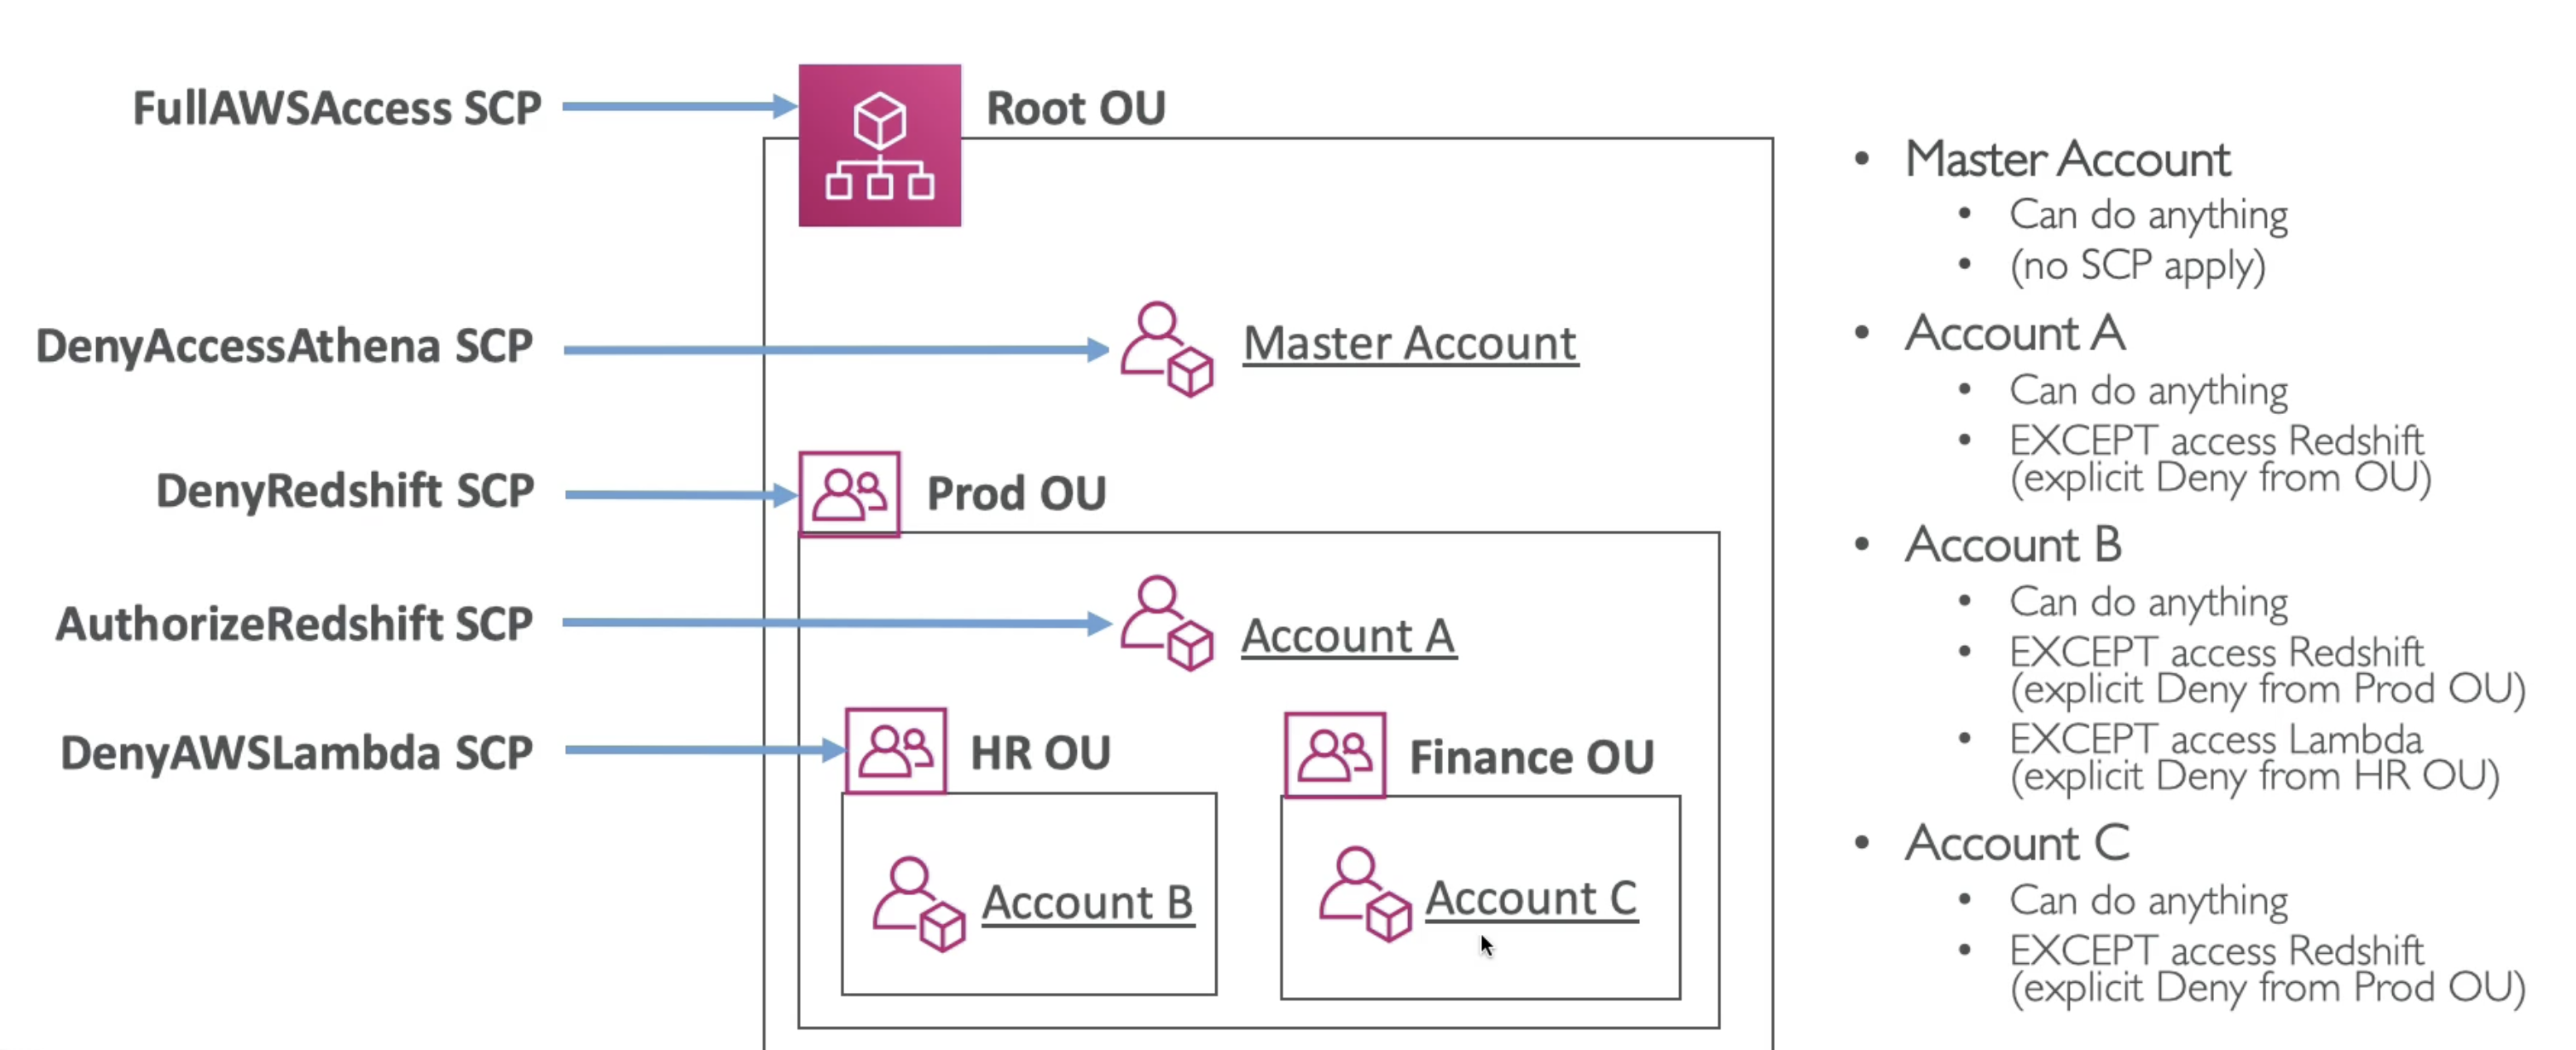 FullAWSAccess SCP
Root OU
DenyAccessAthena SCP
Master Account
DenyRedshift SCP
Prod OU
AuthorizeRedshift SCP
Account A
DenyAWSLambda SCP
HR OU
Finance OU
Account B
Account C
• Master Account
• Can do anything
• (no SCP apply)
• Account A
• Can do anything
• EXCEPT access Redshift
(explicit Deny from OU)
• Account B
• Can do anything
• EXCEPT access Redshift
(explicit Deny from Prod OU)
• EXCEPT access Lambda
(explicit Deny from HR OU)
• Account C
• Can do anything
• EXCEPT access Redshift
(explicit Deny from Prod OU)